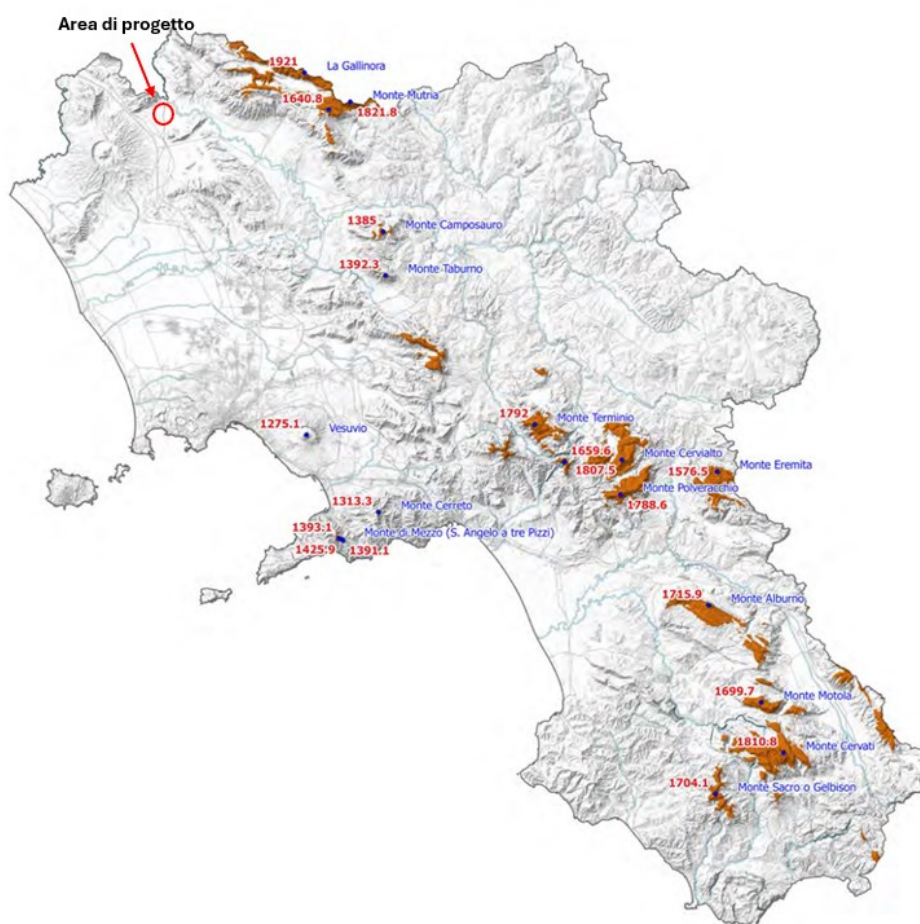 Area di progetto
1921
La Gallinora
1640.8
Monte Mutria
1821.8
1385
Monte Camposauro
1392.3
Monte Taburno
1792
Monte Terminio
1275.1
Vesuvio
1659.6
Monte Cervialto
1807.5
1576.5
Monte Eremita
Monte Polveracchio
1788.6
1313.3
Monte Cerreto
1393.1
Monte di Mezzo (S. Angelo a tre Pizzi)
1425.9
1391.1
1715.9
Monte Alburno
1699.7
Monte Motola
1810.8
Monte Cervati
1704.1
Monte Sacro o Gelbison